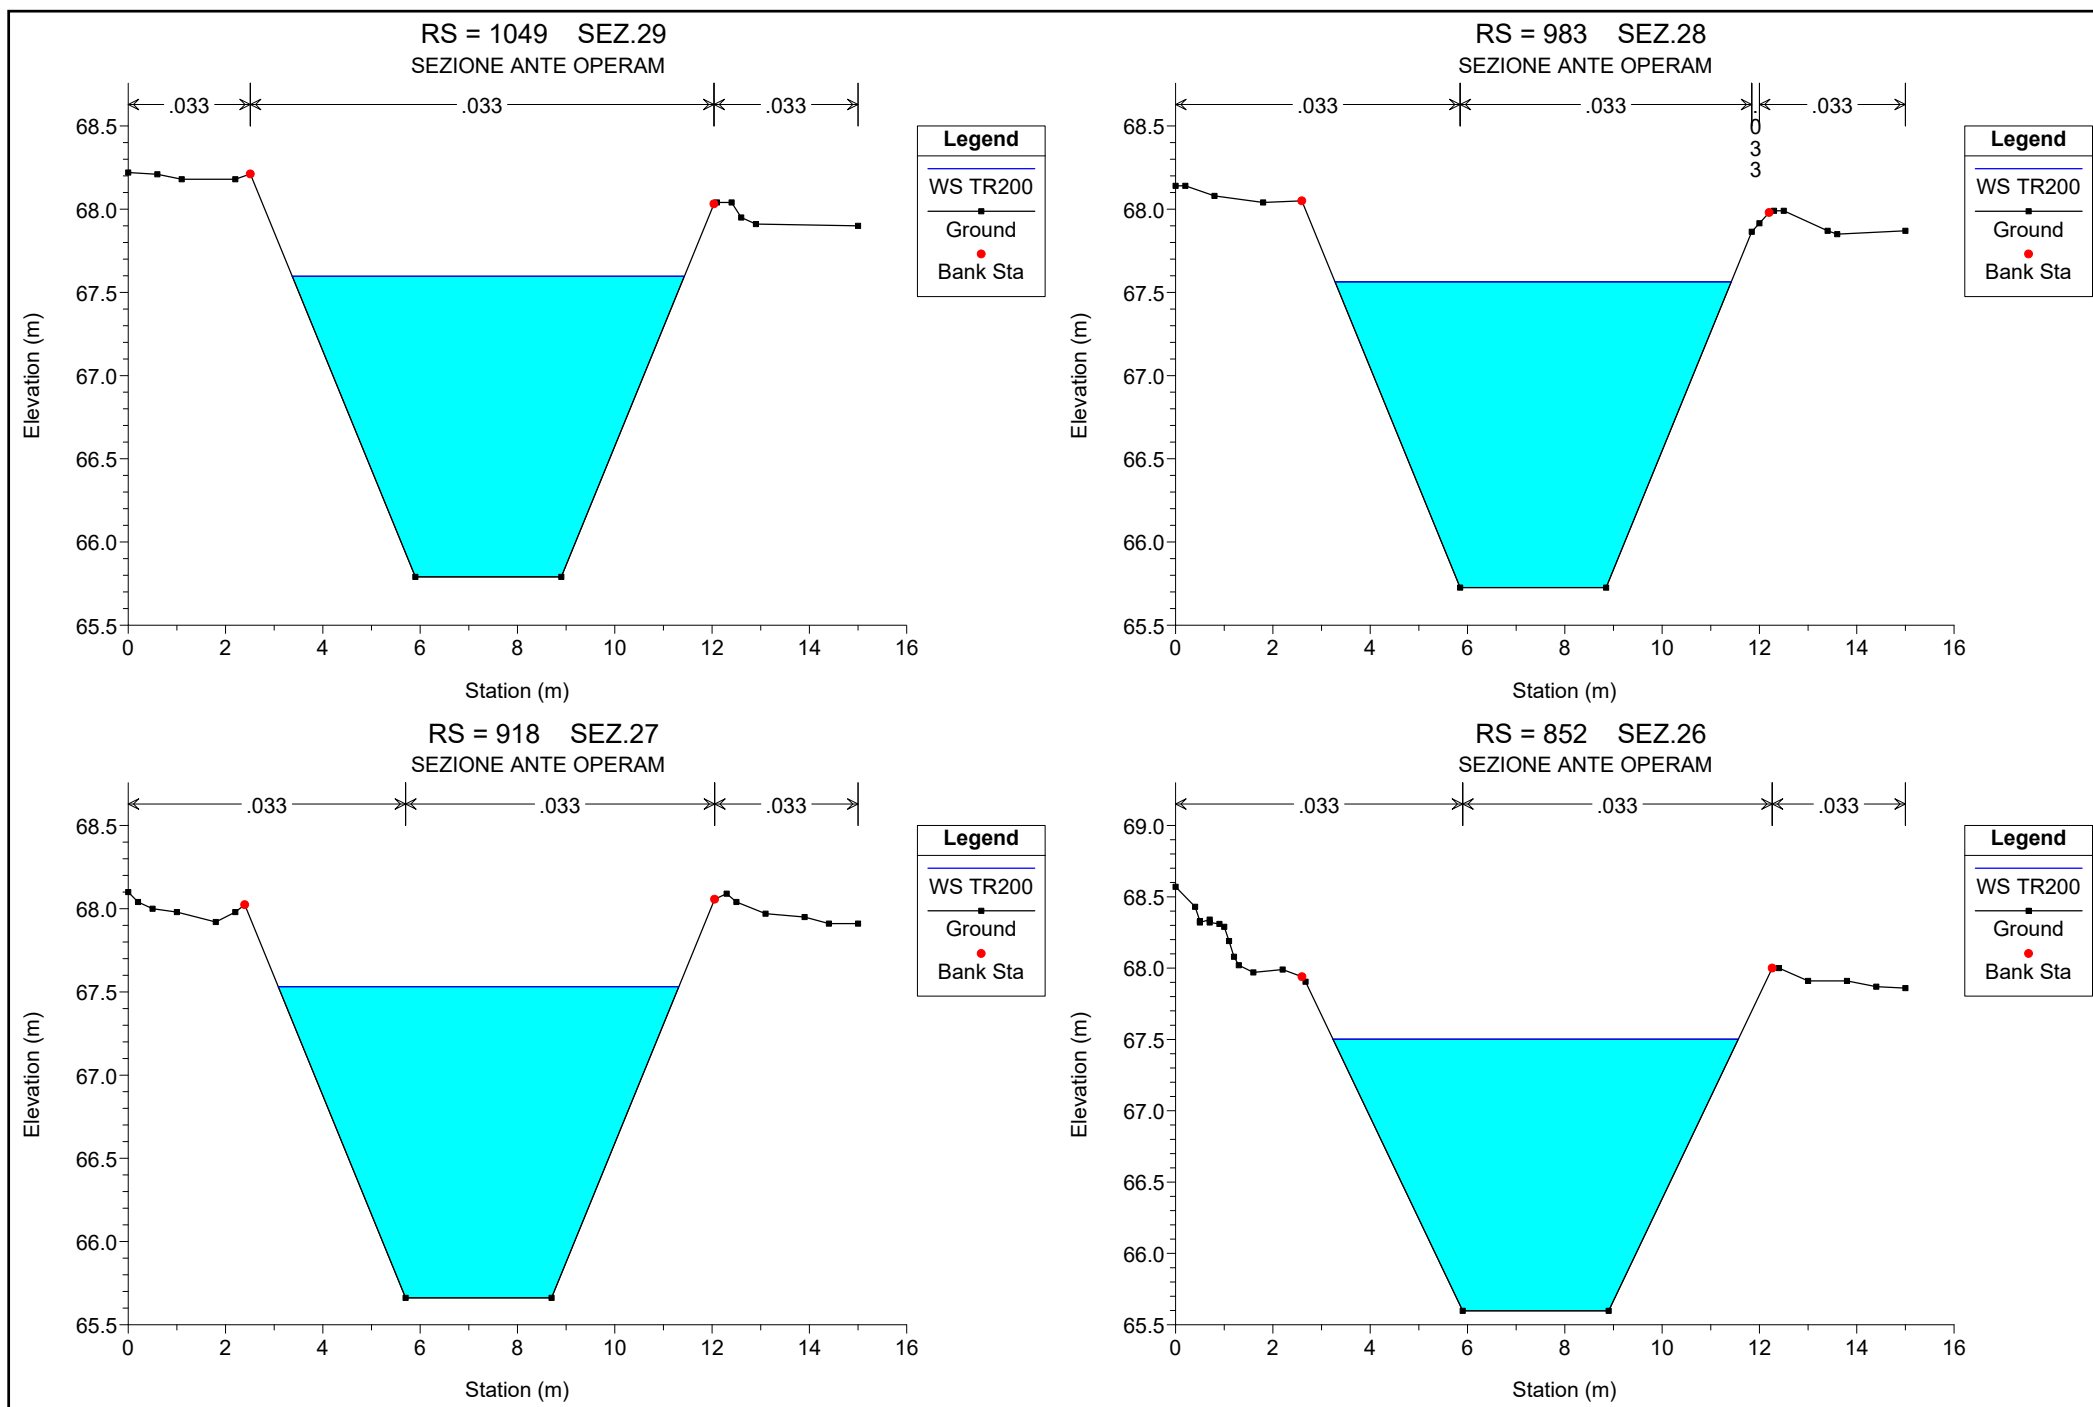 RS = 1049 SEZ.29
SEZIONE ANTE OPERAM
.033 .033 .033
68.5
68.0
67.5
67.0
66.5
66.0
65.5
0 2 4 6 8 10 12 14 16
Elevation (m)
Station (m)
Legend
WS TR200
Ground
Bank Sta
RS = 983 SEZ.28
SEZIONE ANTE OPERAM
.033 .033 .033 .033
68.5
68.0
67.5
67.0
66.5
66.0
65.5
0 2 4 6 8 10 12 14 16
Elevation (m)
Station (m)
Legend
WS TR200
Ground
Bank Sta
RS = 918 SEZ.27
SEZIONE ANTE OPERAM
.033 .033 .033
68.5
68.0
67.5
67.0
66.5
66.0
65.5
0 2 4 6 8 10 12 14 16
Elevation (m)
Station (m)
Legend
WS TR200
Ground
Bank Sta
RS = 852 SEZ.26
SEZIONE ANTE OPERAM
.033 .033 .033
69.0
68.5
68.0
67.5
67.0
66.5
66.0
65.5
0 2 4 6 8 10 12 14 16
Elevation (m)
Station (m)
Legend
WS TR200
Ground
Bank Sta